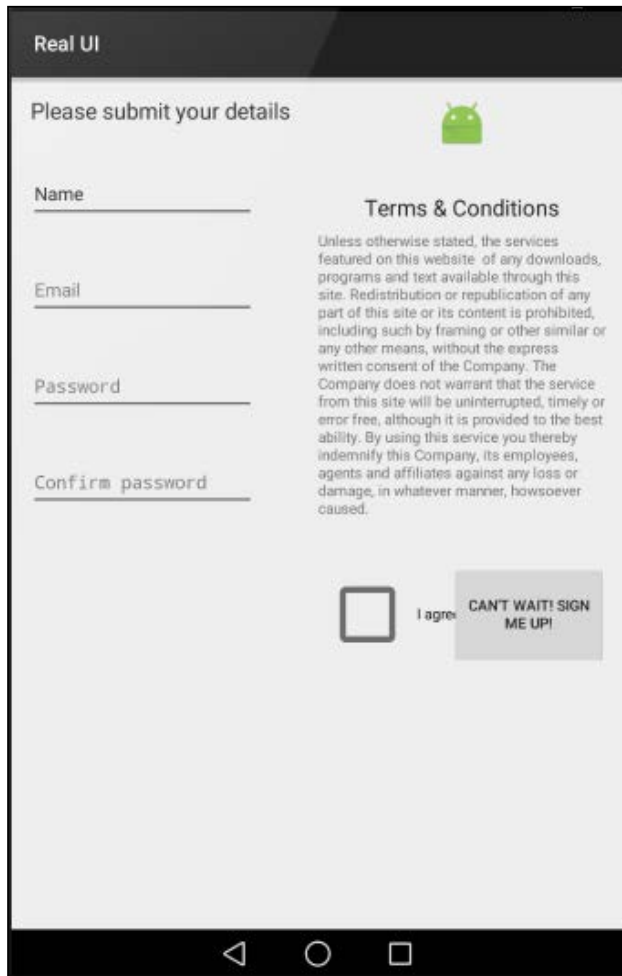 Real UI
Please submit your details
Name
Email
Password
Confirm password
Terms & Conditions
Unless otherwise stated, the services
featured on this website  of any downloads,
programs and text available through this
site. Redistribution or republication of any
part of this site or its content is prohibited,
including such by framing or other similar or
any other means, without the express
written consent of the Company. The
Company does not warrant that the service
from this site will be uninterrupted, timely or
error free, although it is provided to the best
ability. By using this service you thereby
indemnify this Company, its employees,
agents and affiliates against any loss or
damage, in whatever manner, howsoever
caused.
I agree
CAN'T WAIT! SIGN
ME UP!